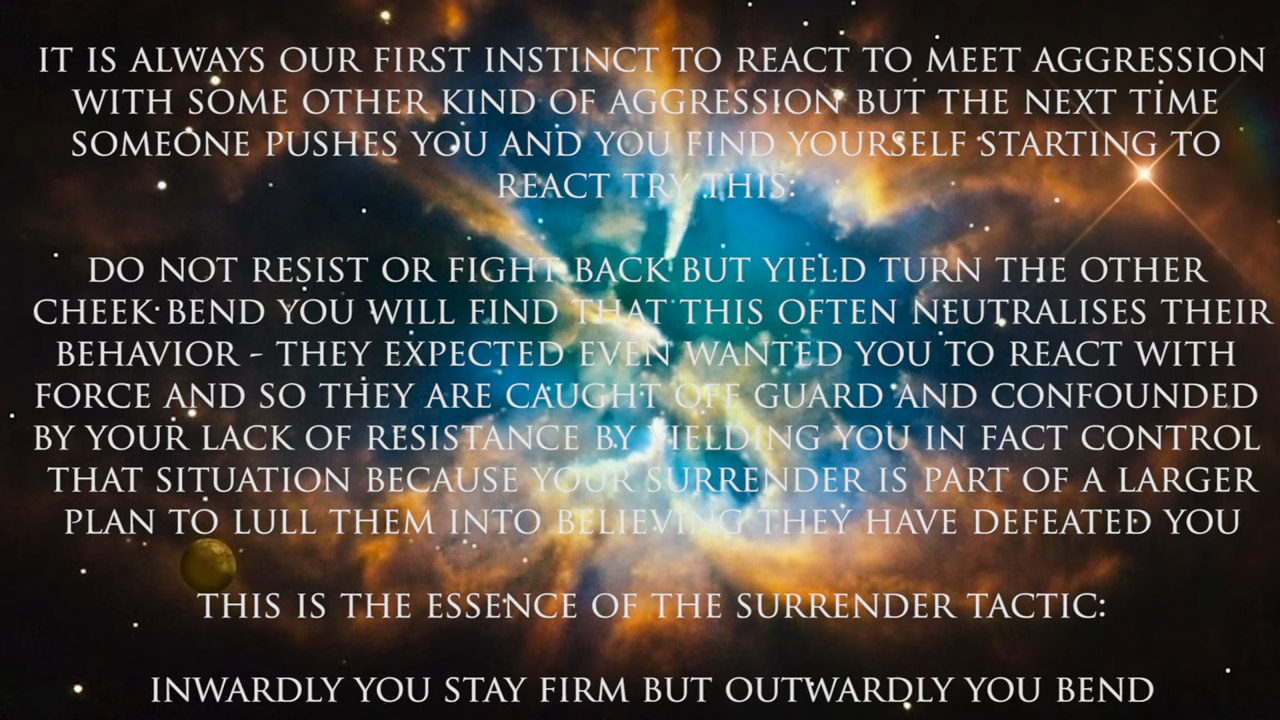 IT IS ALWAYS OUR FIRST INSTINCT TO REACT TO MEET AGGRESSION
WITH SOME OTHER KIND OF AGGRESSION BUT THE NEXT TIME
SOMEONE PUSHES YOU AND YOU FIND YOURSELF STARTING TO
REACT TRY THIS:
DO NOT RESIST OR FIGHT BACK BUT YIELD TURN THE OTHER
CHEEK BEND YOU WILL FIND THAT THIS OFTEN NEUTRALISES THEIR
BEHAVIOR - THEY EXPECTED EVEN WANTED YOU TO REACT WITH
FORCE AND SO THEY ARE CAUGHT OFF GUARD AND CONFOUNDED
BY YOUR LACK OF RESISTANCE BY YIELDING YOU IN FACT CONTROL
THAT SITUATION BECAUSE YOUR SURRENDER IS PART OF A LARGER
PLAN TO LULL THEM INTO BELIEVING THEY HAVE DEFEATED YOU
THIS IS THE ESSENCE OF THE SURRENDER TACTIC:
INWARDLY YOU STAY FIRM BUT OUTWARDLY YOU BEND